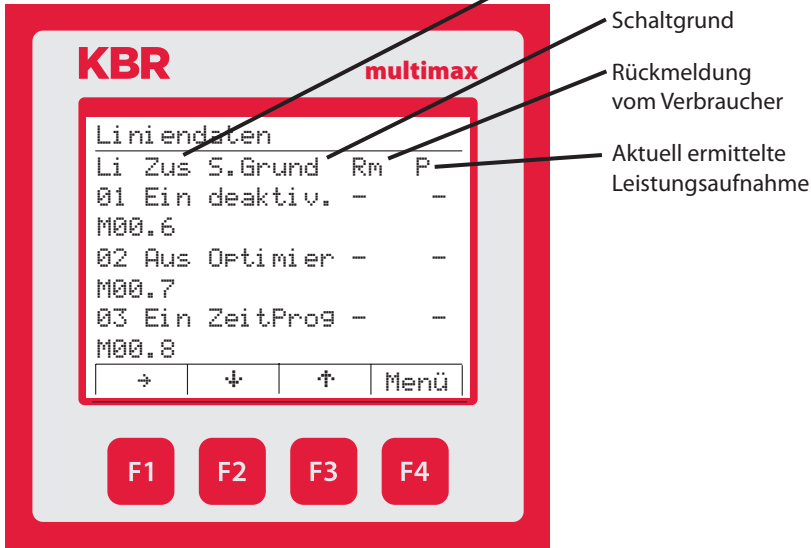 KBR
multimax
Liniendaten
Li Zus S.Grund Rm P
01 Ein deaktiv. – –
M00.6
02 Aus Optimier – –
M00.7
03 Ein ZeitProg – –
M00.8
→ ↓ ↑ Menü
F1 F2 F3 F4
Schaltgrund
Rückmeldung
vom Verbraucher
Aktuell ermittelte
Leistungsaufnahme